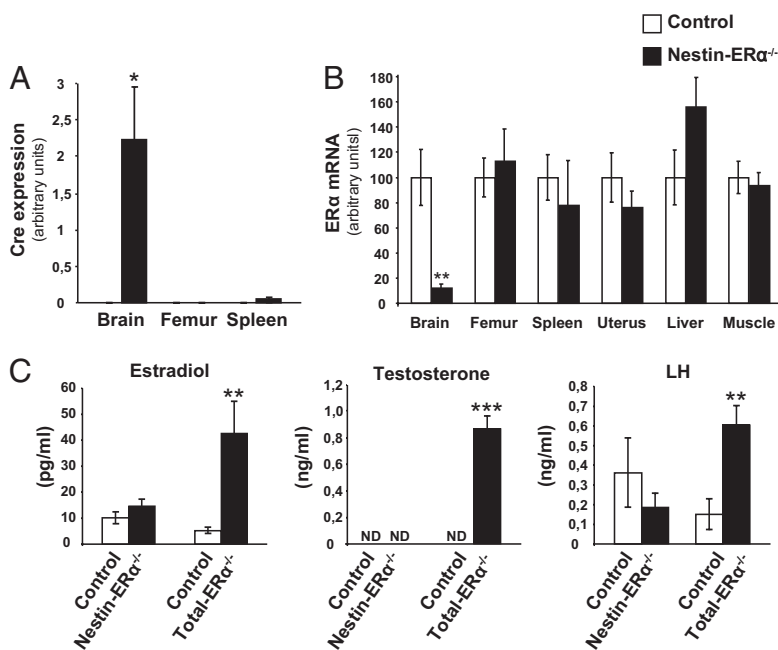 Control
Nestin-ERα-/-
A
Cre expression
(arbitrary units)
3
2,5
2
1,5
1
0,5
0
*
Brain Femur Spleen
B
ERα mRNA
(arbitrary unitsl)
180
160
140
120
100
80
60
40
20
0
**
Brain Femur Spleen Uterus Liver Muscle
C
Estradiol
(pg/ml)
60
50
40
30
20
10
0
**
Control
Nestin-ERα-/-
Control
Total-ERα-/-
Testosterone
(ng/ml)
1,2
1
0,8
0,6
0,4
0.2
0
ND ND ND
***
Control
Nestin-ERα-/-
Control
Total-ERα-/-
LH
(ng/ml)
0,8
0,7
0,6
0,5
0,4
0,3
0,2
0,1
0
**
Control
Nestin-ERα-/-
Control
Total-ERα-/-